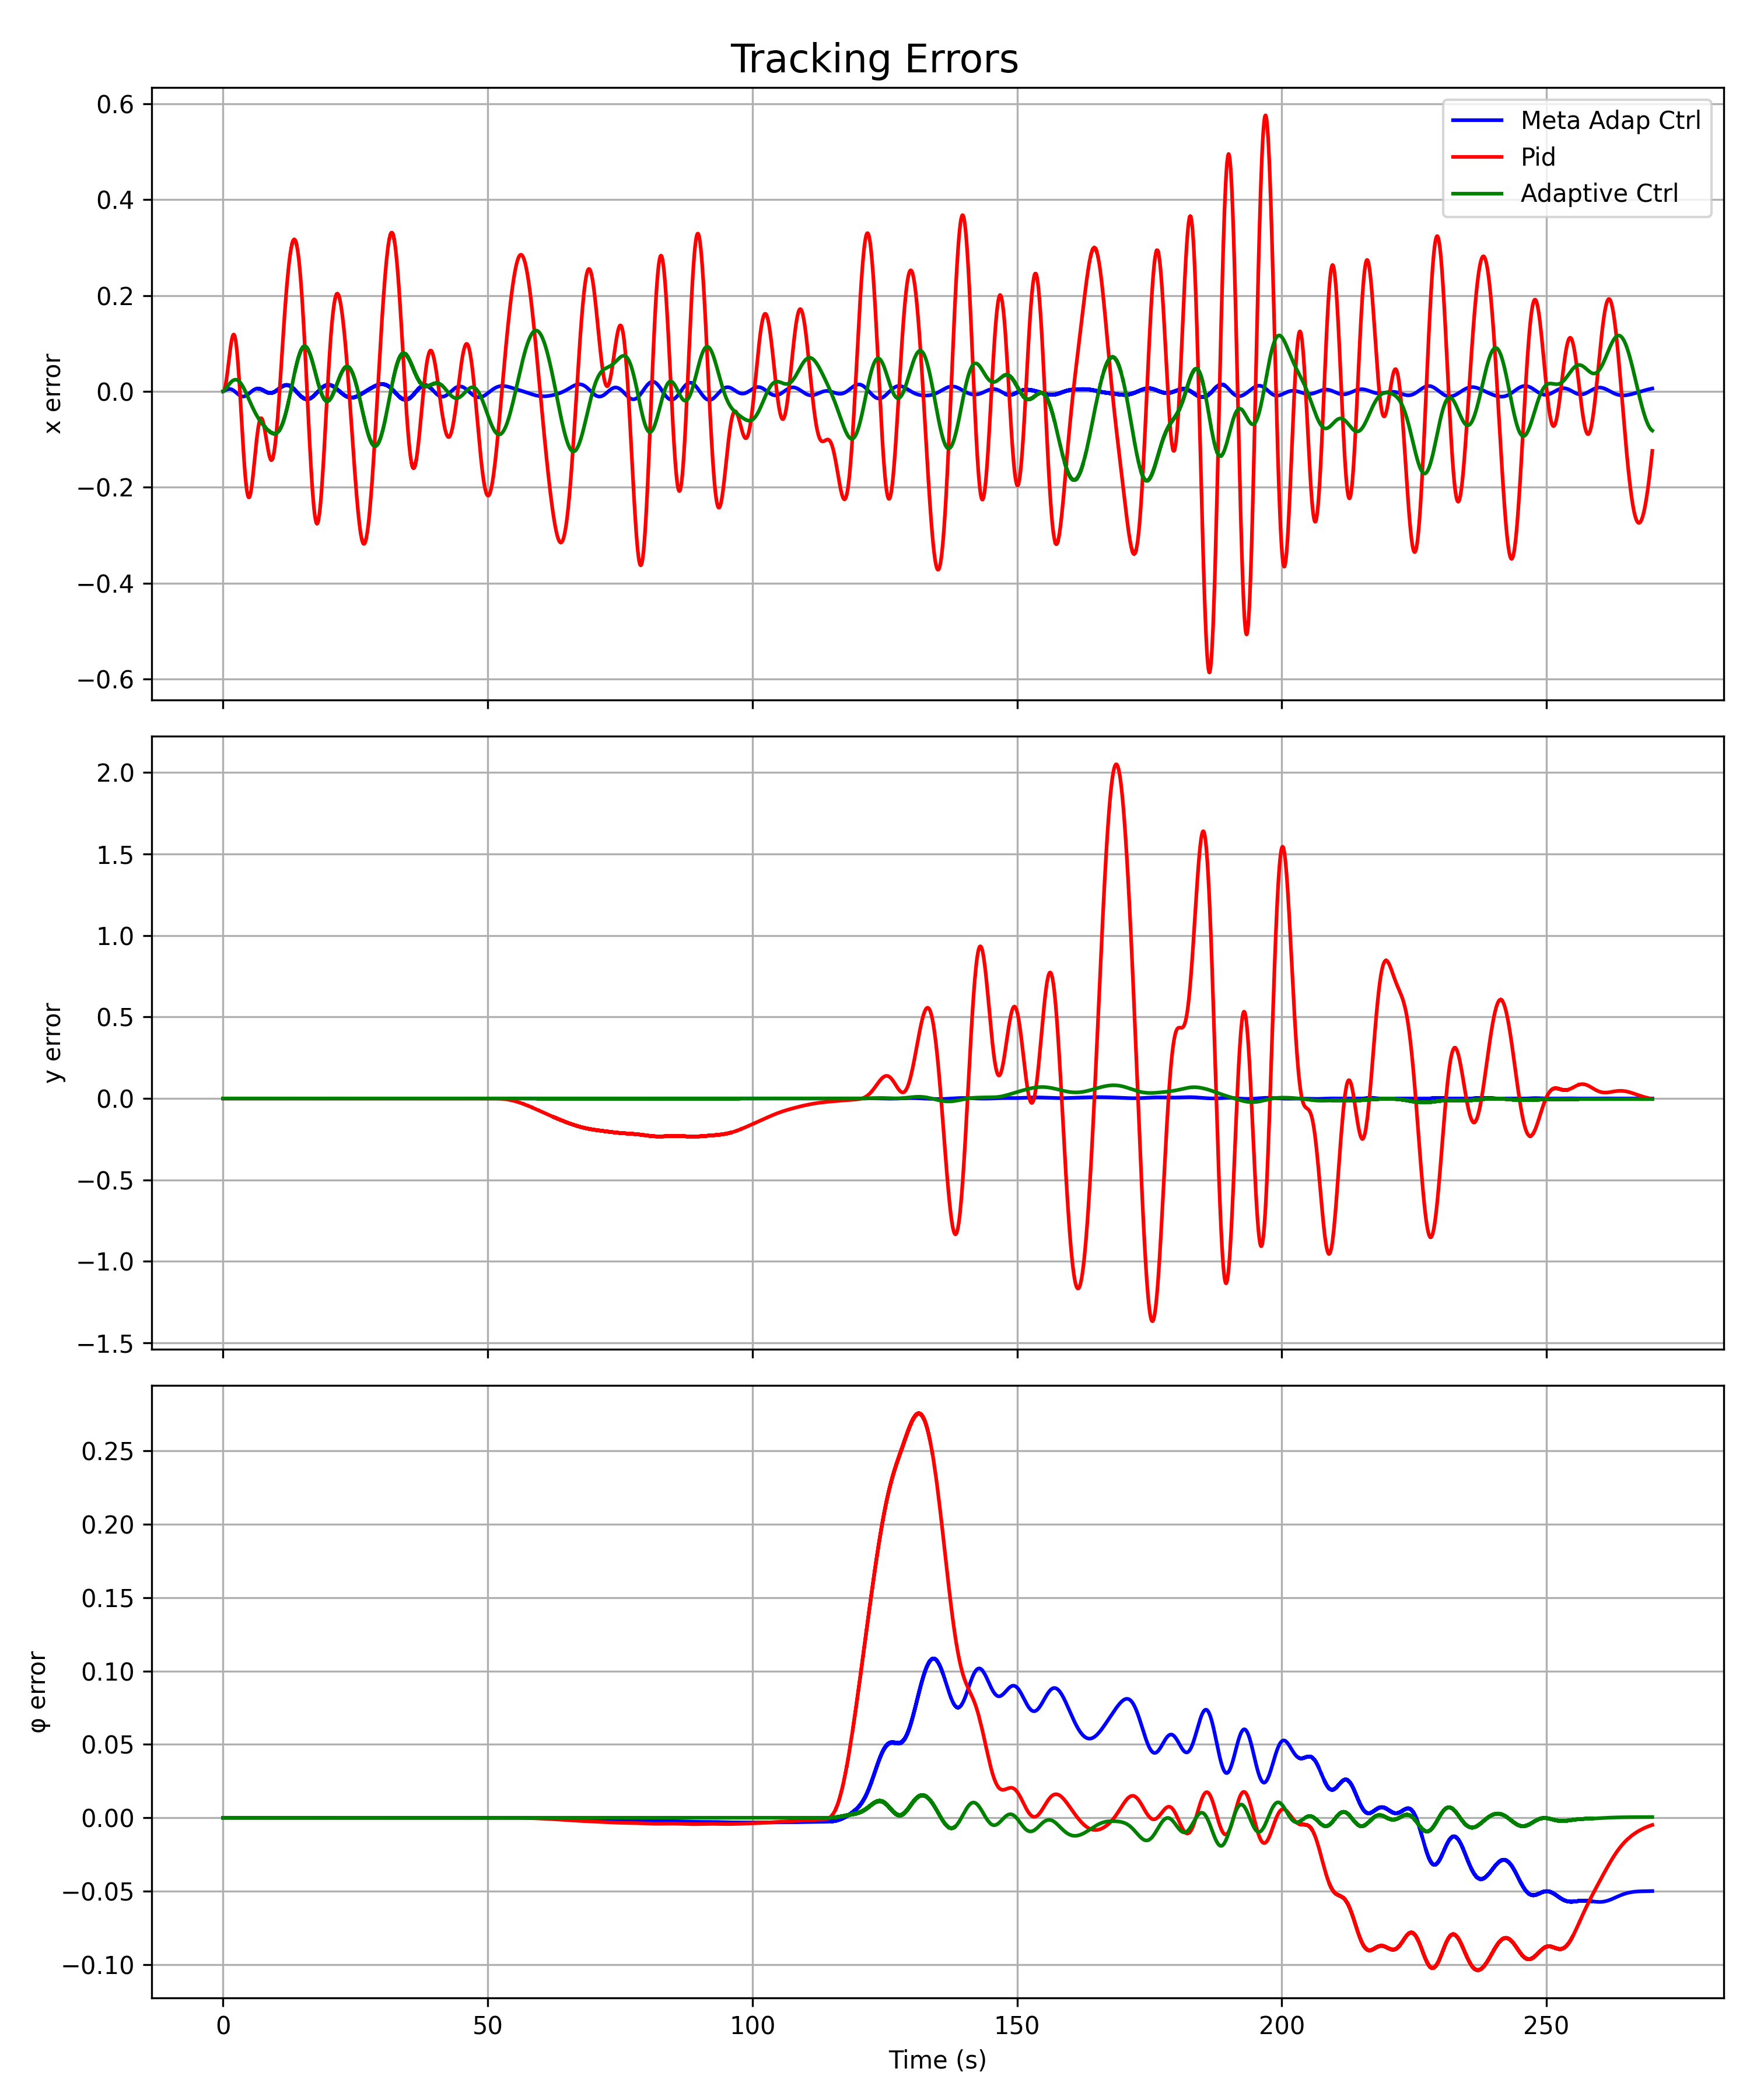 Tracking Errors
0.6
0.4
0.2
0.0
−0.2
−0.4
−0.6
x error
Meta Adap Ctrl
Pid
Adaptive Ctrl
2.0
1.5
1.0
0.5
0.0
−0.5
−1.0
−1.5
y error
0.25
0.20
0.15
0.10
0.05
0.00
−0.05
−0.10
φ error
0 50 100 150 200 250
Time (s)